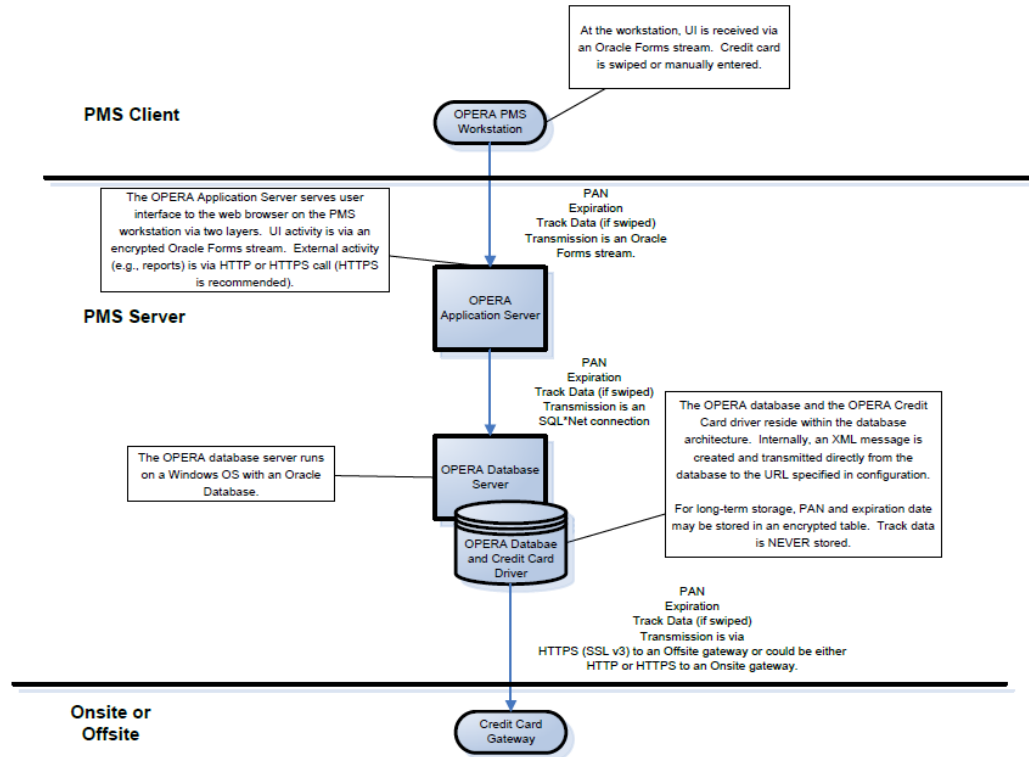 At the workstation, UI is received via
an Oracle Forms stream.  Credit card
is swiped or manually entered.
PMS Client
OPERA PMS
Workstation
The OPERA Application Server serves user
interface to the web browser on the PMS
workstation via two layers.  UI activity is via an
encrypted Oracle Forms stream.  External activity
(e.g., reports) is via HTTP or HTTPS call (HTTPS
is recommended).
PAN
Expiration
Track Data (if swiped)
Transmission is an Oracle
Forms stream.
OPERA
Application Server
PMS Server
PAN
Expiration
Track Data (if swiped)
Transmission is an
SQL*Net connection
The OPERA database and the OPERA Credit
Card driver reside within the database
architecture.  Internally, an XML message is
created and transmitted directly from the
database to the URL specified in configuration.
For long-term storage, PAN and expiration date
may be stored in an encrypted table.  Track data
is NEVER stored.
The OPERA database server runs
on a Windows OS with an Oracle
Database.
OPERA Database
Server
OPERA Databae
and Credit Card
Driver
PAN
Expiration
Track Data (if swiped)
Transmission is via
HTTPS (SSL v3) to an Offsite gateway or could be either
HTTP or HTTPS to an Onsite gateway.
Onsite or
Offsite
Credit Card
Gateway